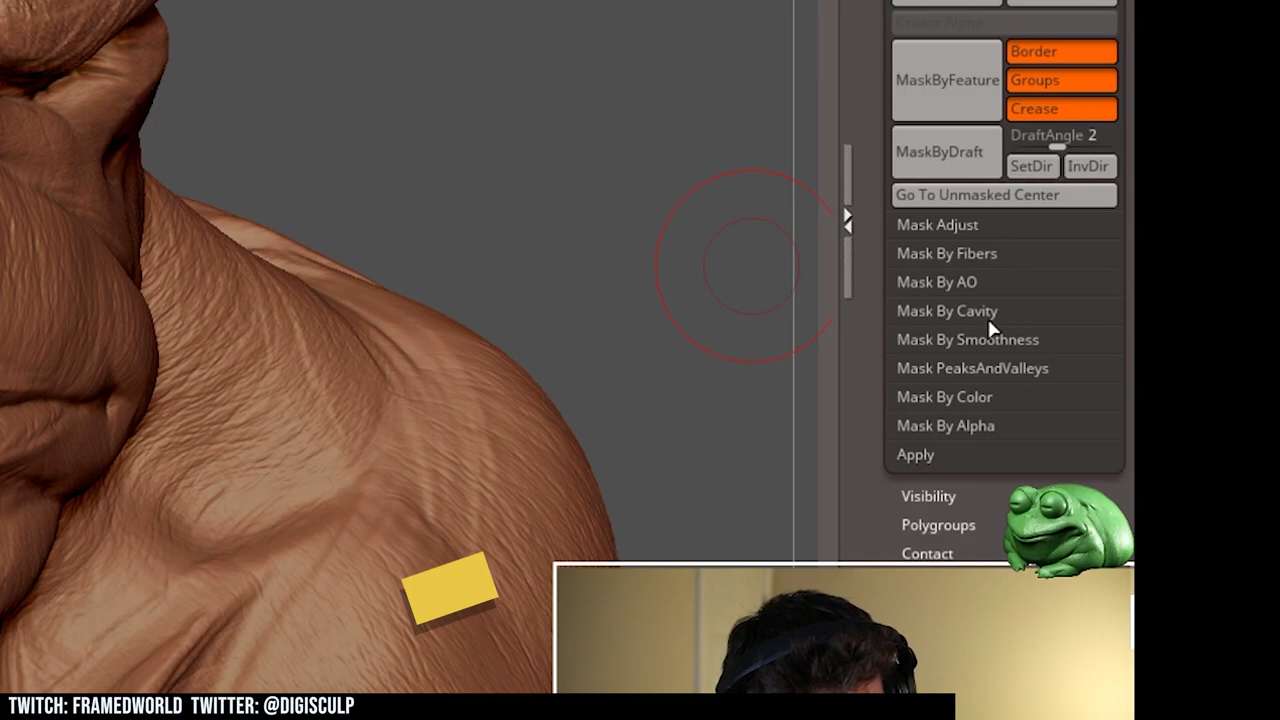 Create Alpha
MaskByFeature
Border
Groups
Crease
MaskByDraft
DraftAngle 2
SetDir
InvDir
Go To Unmasked Center
Mask Adjust
Mask By Fibers
Mask By AO
Mask By Cavity
Mask By Smoothness
Mask PeaksAndValleys
Mask By Color
Mask By Alpha
Apply
Visibility
Polygroups
Contact
TWITCH: FRAMEDWORLD TWITTER: @DIGISCULP